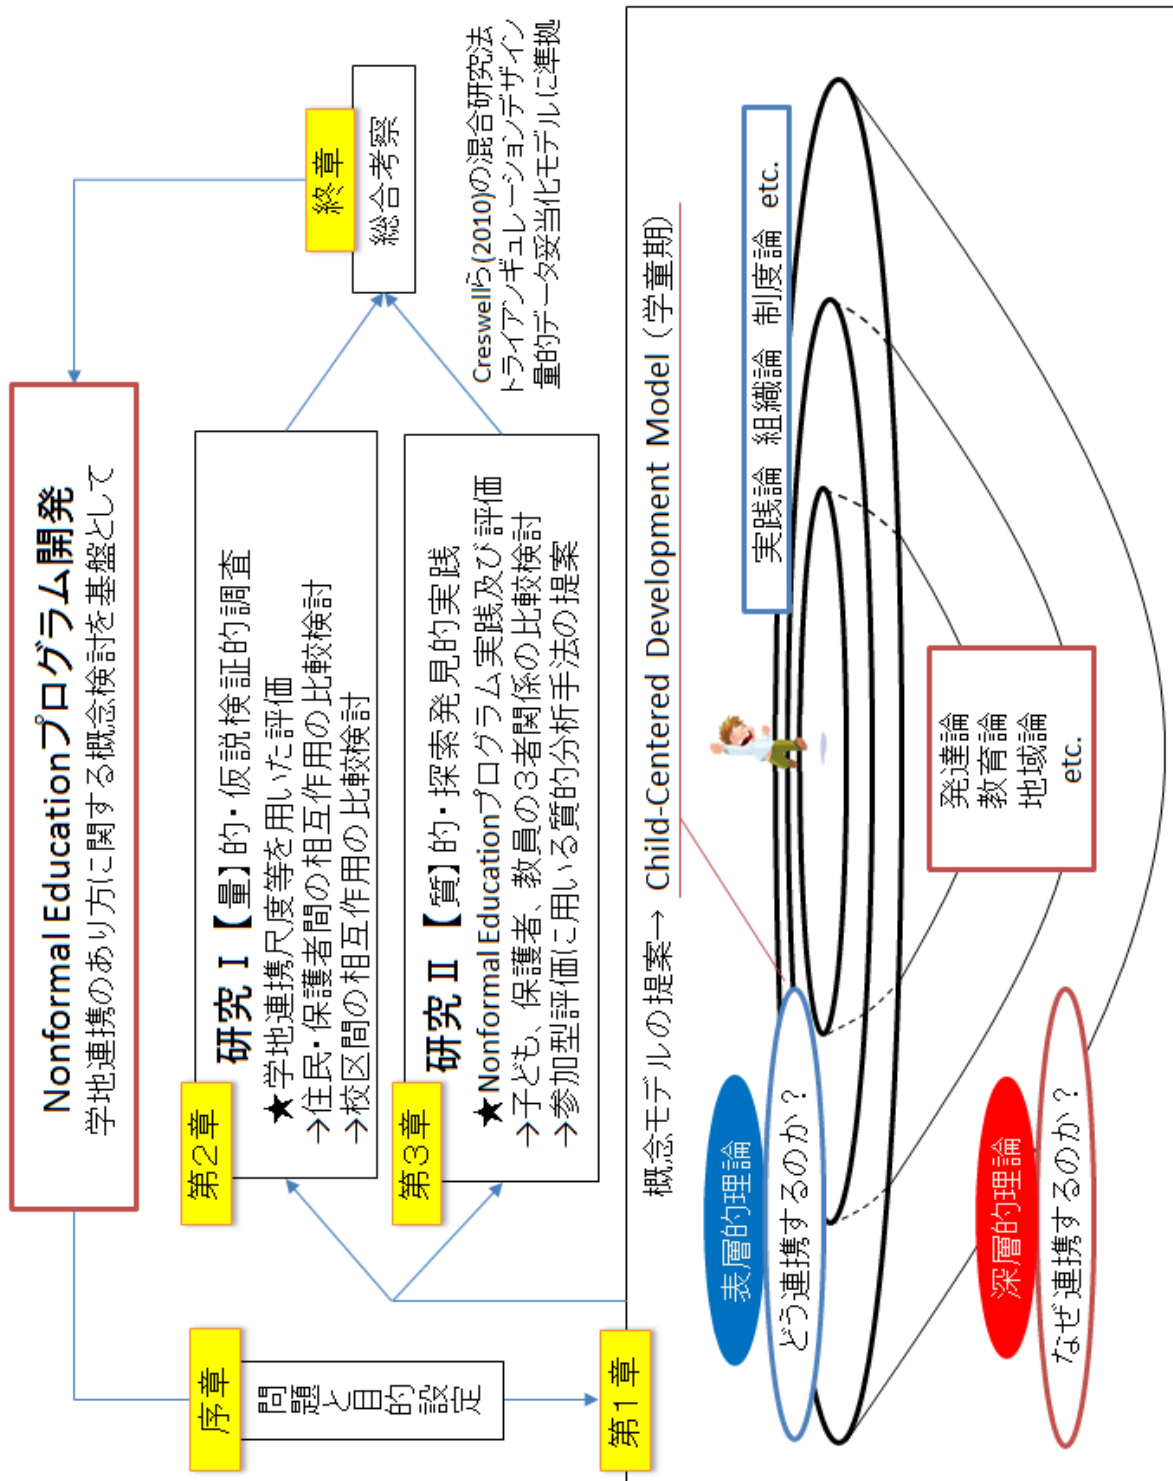 Nonformal Educationプログラム開発
学地連携のあり方に関する概念検討を基盤として
序章
問題と目的設定
第2章
研究Ⅰ【量】的・仮説検証的調査
★学地連携尺度等を用いた評価
→住民・保護者間の相互作用の比較検討
→校区間の相互作用の比較検討
第3章
研究Ⅱ【質】的・探索発見的実践
★Nonformal Educationプログラム実践及び評価
→子ども、保護者、教員の3者関係の比較検討
→参加型評価に用いる質的分析手法の提案
終章
総合考察
Creswellら(2010)の混合研究法
トライアンギュレーションデザイン
量的データ妥当化モデルに準拠
第1章
概念モデルの提案→ Child-Centered Development Model（学童期）
表層的理論
どう連携するのか？
実践論 組織論 制度論 etc.
深層的理論
なぜ連携するのか？
発達論
教育論
地域論
etc.